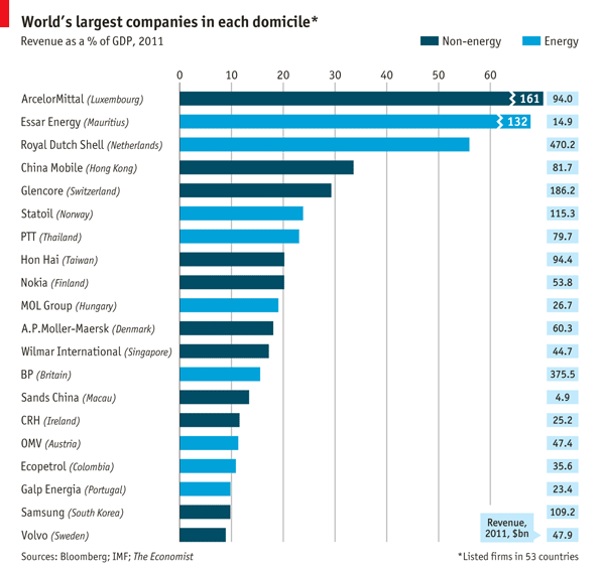 World's largest companies in each domicile*
Revenue as a % of GDP, 2011
Non-energy Energy
0 10 20 30 40 50 60
ArcelorMittal (Luxembourg) 161 94.0
Essar Energy (Mauritius) 132 14.9
Royal Dutch Shell (Netherlands) 470.2
China Mobile (Hong Kong) 81.7
Glencore (Switzerland) 186.2
Statoil (Norway) 115.3
PTT (Thailand) 79.7
Hon Hai (Taiwan) 94.4
Nokia (Finland) 53.8
MOL Group (Hungary) 26.7
A.P.Moller-Maersk (Denmark) 60.3
Wilmar International (Singapore) 44.7
BP (Britain) 375.5
Sands China (Macau) 4.9
CRH (Ireland) 25.2
OMV (Austria) 47.4
Ecopetrol (Colombia) 35.6
Galp Energia (Portugal) 23.4
Samsung (South Korea) 109.2
Volvo (Sweden) 47.9
Revenue,
2011, $bn
Sources: Bloomberg; IMF; The Economist
*Listed firms in 53 countries